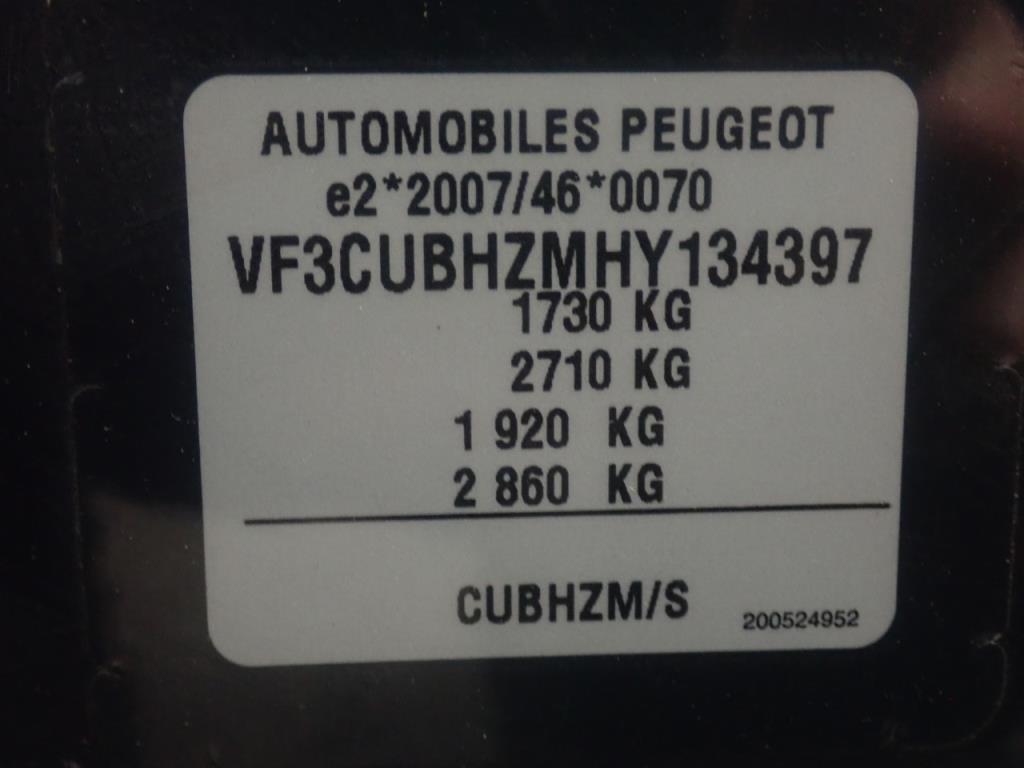 AUTOMOBILES PEUGEOT
e2*2007/46*0070
VF3CUBHZMHY134397
1730 KG
2710 KG
1 920 KG
2 860 KG
CUBHZM/S
200524952